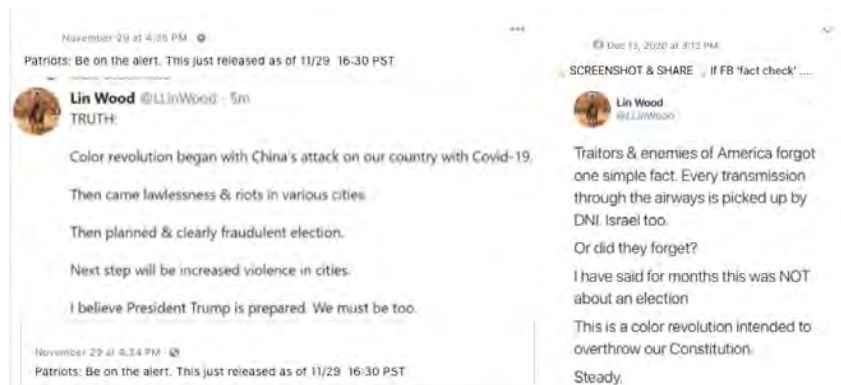 November 29 at 4:35 PM ·
Patriots: Be on the alert. This just released as of 11/29 16-30 PST
Lin Wood @LLinWood · 5m
TRUTH:
Color revolution began with China's attack on our country with Covid-19.
Then came lawlessness & riots in various cities.
Then planned & clearly fraudulent election.
Next step will be increased violence in cities.
I believe President Trump is prepared. We must be too.
November 29 at 4:34 PM ·
Patriots: Be on the alert. This just released as of 11/29 16-30 PST
Dec 15, 2020 at 3:12 PM
SCREENSHOT & SHARE If FB 'fact check' ....
Lin Wood
@LLinWood
Traitors & enemies of America forgot
one simple fact. Every transmission
through the airways is picked up by
DNI. Israel too.
Or did they forget?
I have said for months this was NOT
about an election
This is a color revolution intended to
overthrow our Constitution.
Steady.